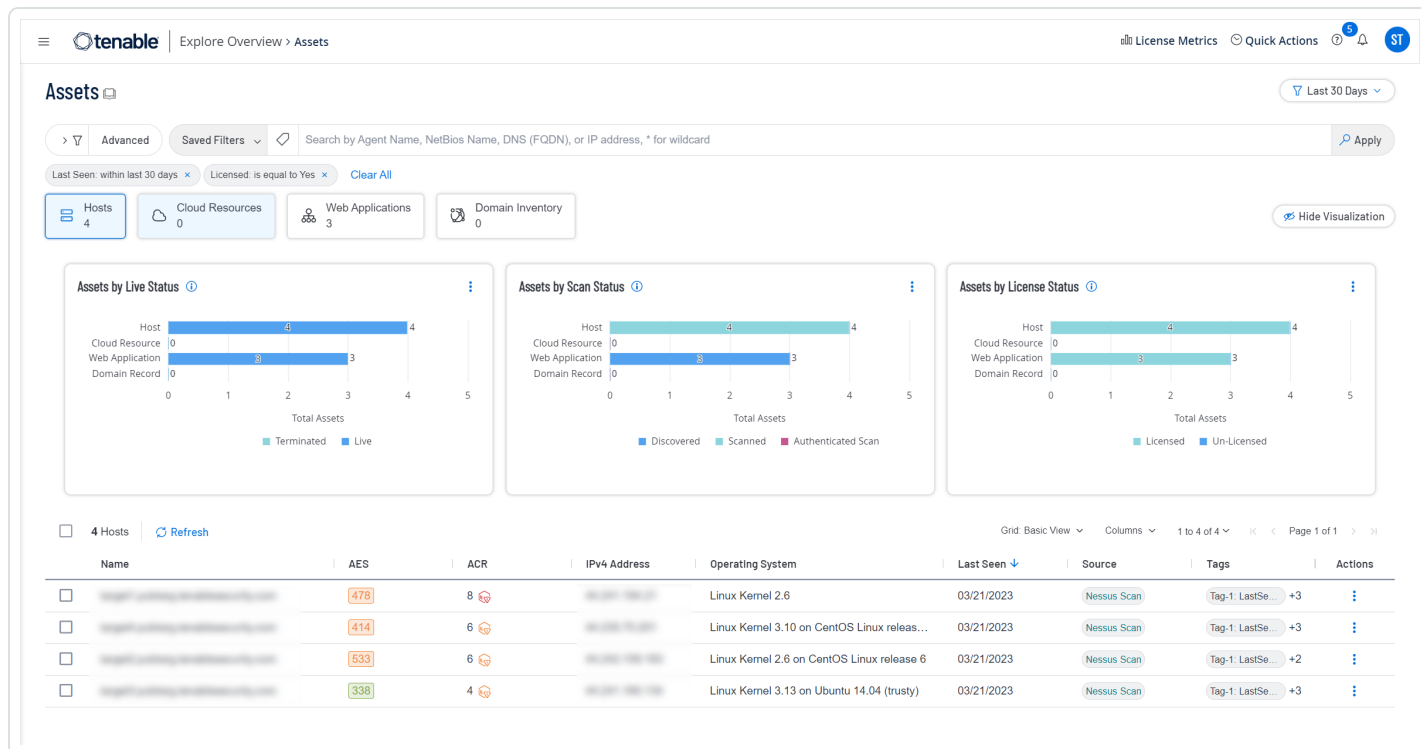 tenable Explore Overview > Assets License Metrics Quick Actions 5 ST
Assets Last 30 Days
Advanced Saved Filters Search by Agent Name, NetBios Name, DNS (FQDN), or IP address, * for wildcard Apply
Last Seen: within last 30 days × Licensed: is equal to Yes × Clear All
Hosts Cloud Resources Web Applications Domain Inventory
4 0 3 0
Hide Visualization
Assets by Live Status
Host 4 4
Cloud Resource 0
Web Application 3 3
Domain Record 0
0 1 2 3 4 5
Total Assets
Terminated Live
Assets by Scan Status
Host 4 4
Cloud Resource 0
Web Application 3 3
Domain Record 0
0 1 2 3 4 5
Total Assets
Discovered Scanned Authenticated Scan
Assets by License Status
Host 4 4
Cloud Resource 0
Web Application 3 3
Domain Record 0
0 1 2 3 4 5
Total Assets
Licensed Un-Licensed
4 Hosts Refresh Grid: Basic View Columns 1 to 4 of 4 Page 1 of 1
Name AES ACR IPv4 Address Operating System Last Seen Source Tags Actions
478 8 Linux Kernel 2.6 03/21/2023 Nessus Scan Tag-1: LastSe... +3
414 6 Linux Kernel 3.10 on CentOS Linux releas... 03/21/2023 Nessus Scan Tag-1: LastSe... +3
533 6 Linux Kernel 2.6 on CentOS Linux release 6 03/21/2023 Nessus Scan Tag-1: LastSe... +2
338 4 Linux Kernel 3.13 on Ubuntu 14.04 (trusty) 03/21/2023 Nessus Scan Tag-1: LastSe... +3